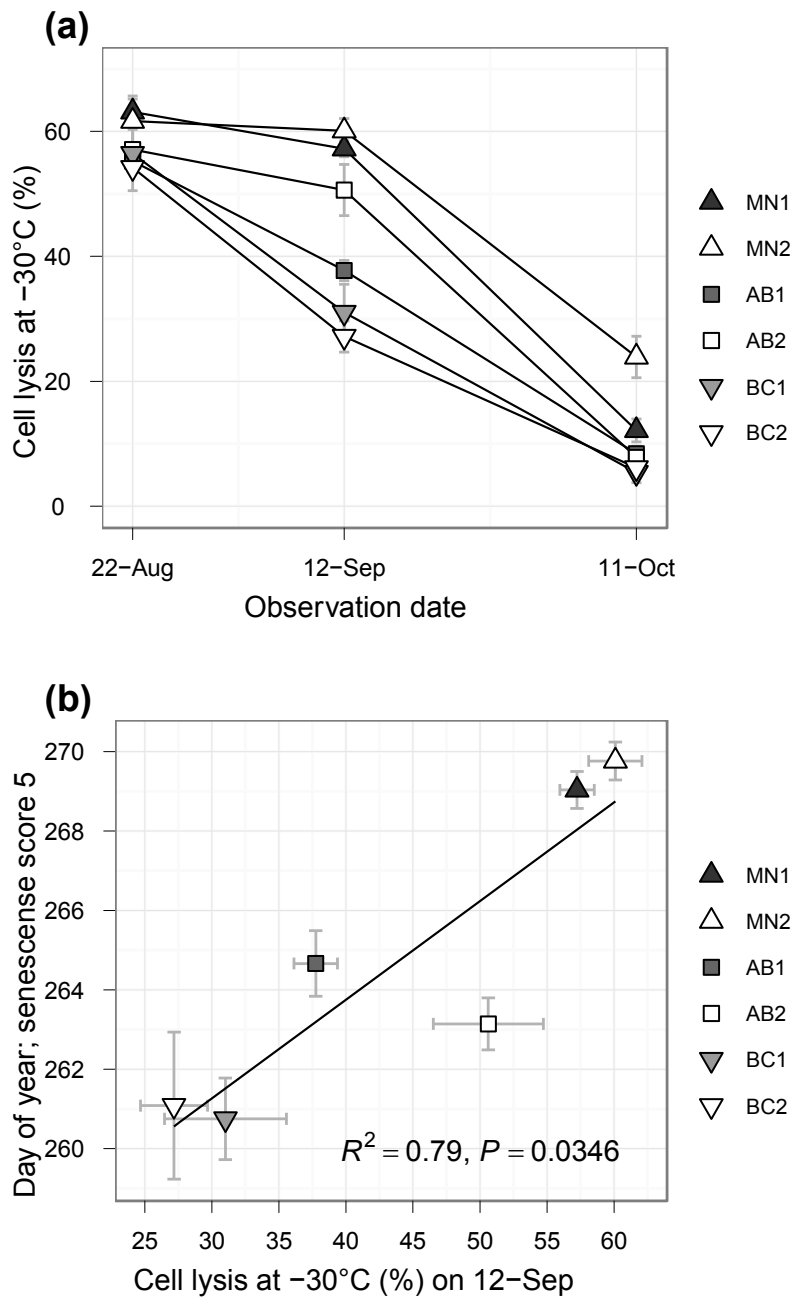 (a)
Cell lysis at −30°C (%)
60
40
20
0
22−Aug
12−Sep
11−Oct
Observation date
MN1
MN2
AB1
AB2
BC1
BC2
(b)
Day of year; senescense score 5
270
268
266
264
262
260
R² = 0.79, P = 0.0346
25
30
35
40
45
50
55
60
Cell lysis at −30°C (%) on 12−Sep
MN1
MN2
AB1
AB2
BC1
BC2